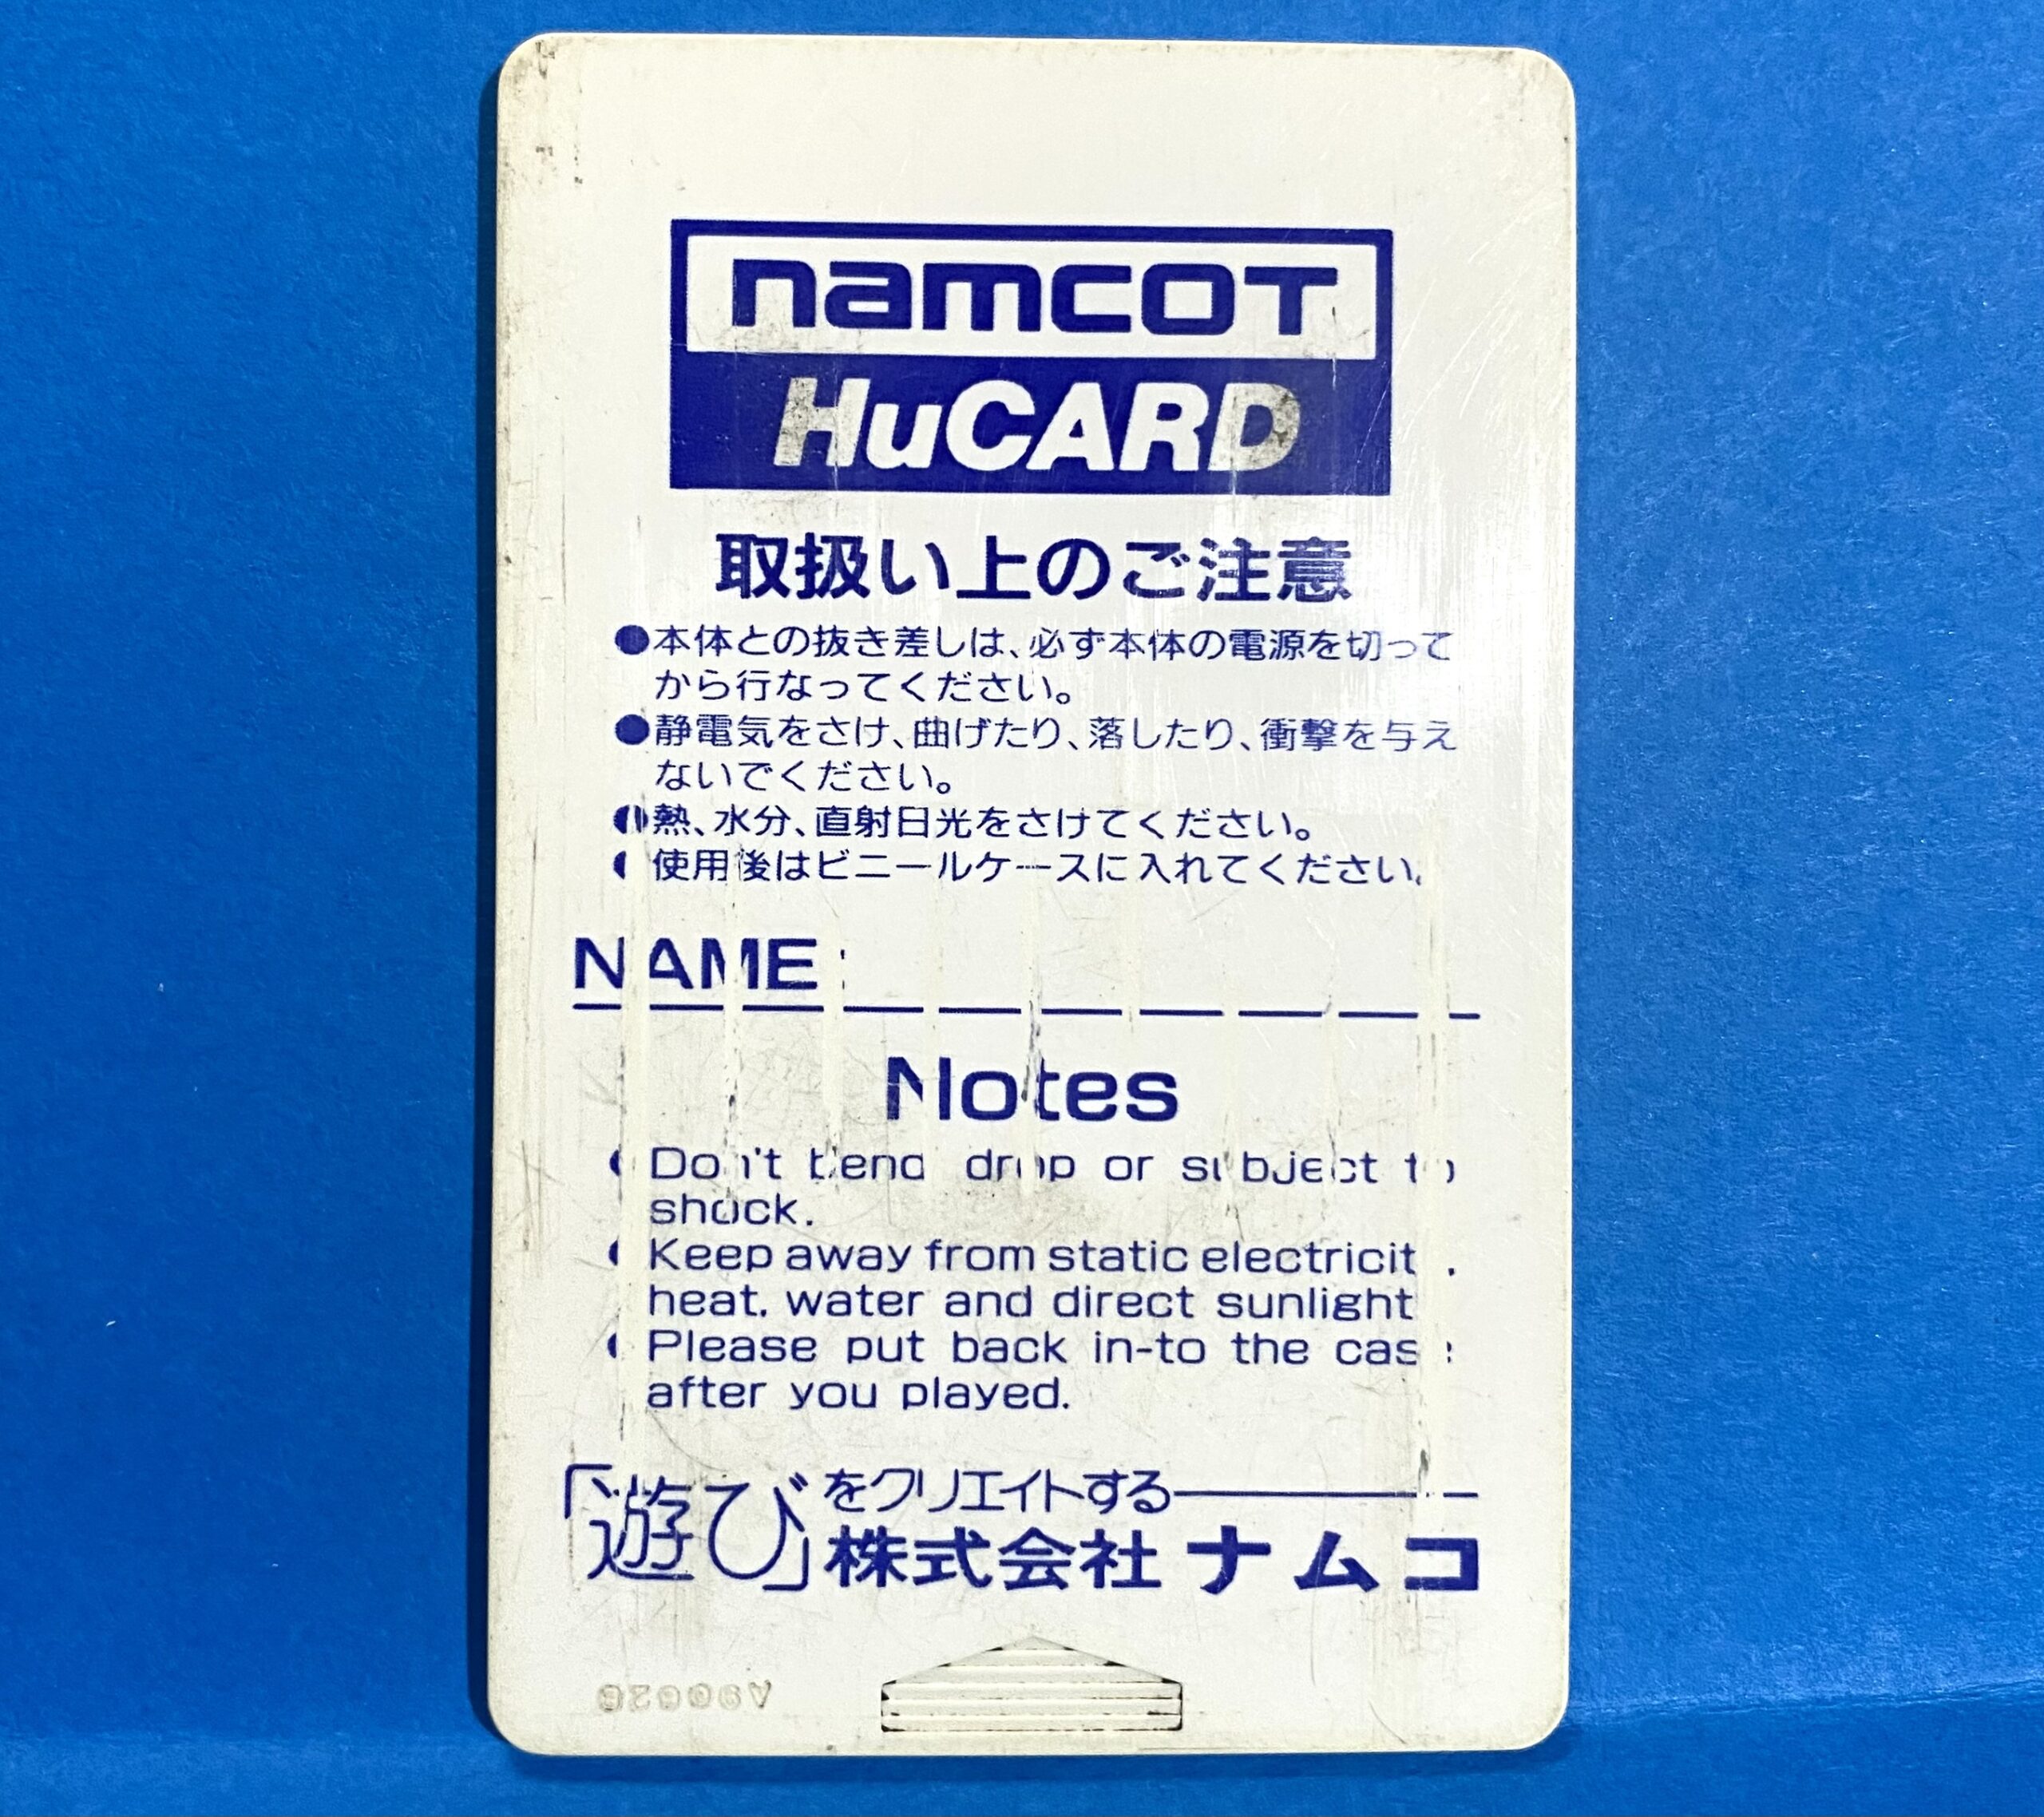 namcoT
HuCARD
取扱い上のご注意
●本体との抜き差しは、必ず本体の電源を切って
から行なってください。
●静電気をさけ、曲げたり、落したり、衝撃を与え
ないでください。
●熱、水分、直射日光をさけてください。
●使用後はビニールケースに入れてください。
NAME:
Notes
●Don't bend drop or subject to
shock.
●Keep away from static electricity,
heat, water and direct sunlight
●Please put back in-to the case
after you played.
「遊び」をクリエイトする
株式会社ナムコ